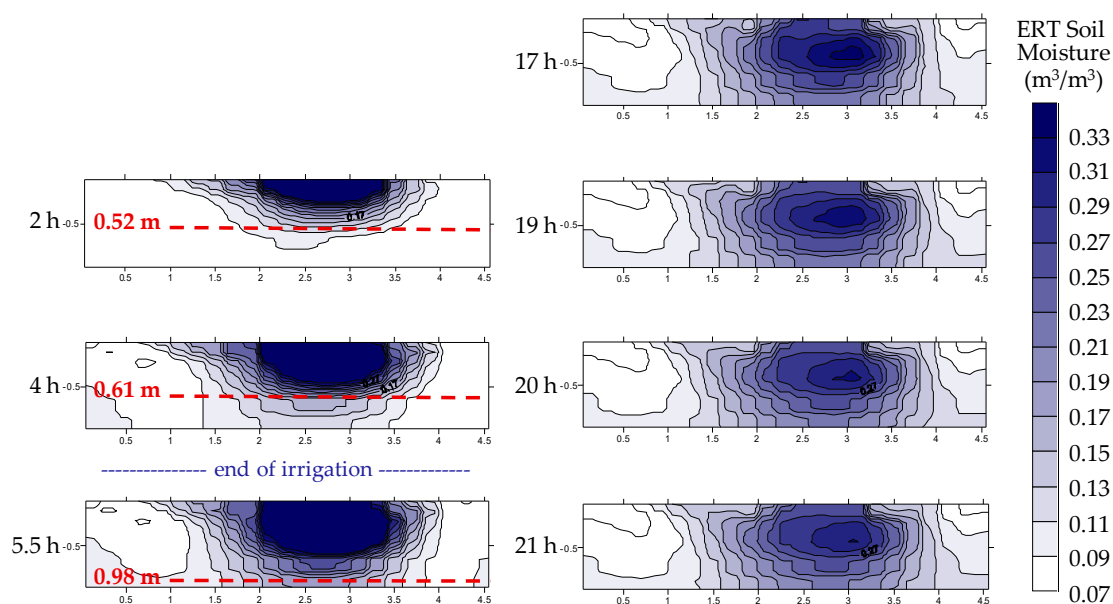 ERT Soil
Moisture
(m³/m³)
0.33
0.31
0.29
0.27
0.25
0.23
0.21
0.19
0.17
0.15
0.13
0.11
0.09
0.07
2 h -0.5
0.52 m
0.17
0.5 1 1.5 2 2.5 3 3.5 4 4.5
4 h -0.5
0.61 m
0.27 0.17
0.5 1 1.5 2 2.5 3 3.5 4 4.5
--------------- end of irrigation -------------
5.5 h -0.5
0.98 m
0.5 1 1.5 2 2.5 3 3.5 4 4.5
17 h -0.5
0.5 1 1.5 2 2.5 3 3.5 4 4.5
19 h -0.5
0.5 1 1.5 2 2.5 3 3.5 4 4.5
20 h -0.5
0.27
0.5 1 1.5 2 2.5 3 3.5 4 4.5
21 h -0.5
0.27
0.5 1 1.5 2 2.5 3 3.5 4 4.5